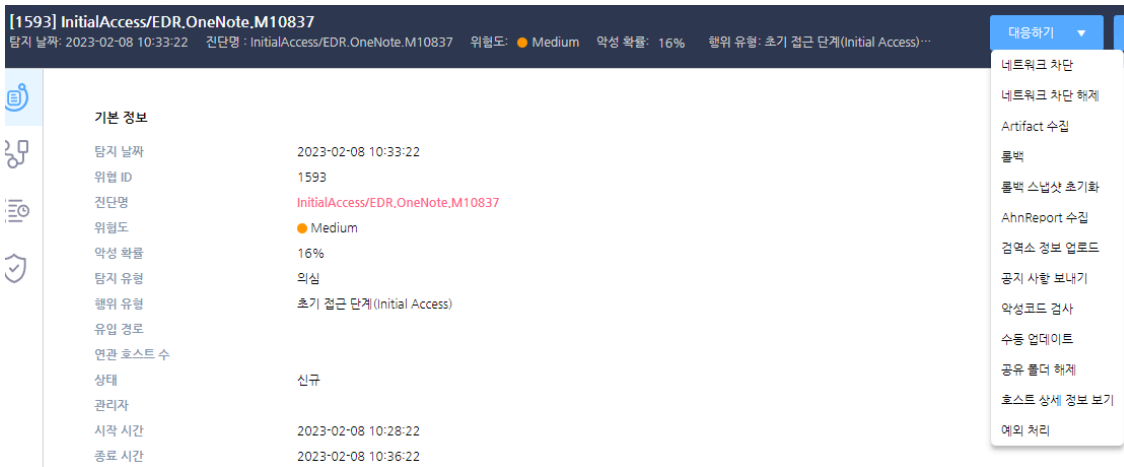 [1593] InitialAccess/EDR.OneNote.M10837
탐지 날짜: 2023-02-08 10:33:22 진단명 : InitialAccess/EDR.OneNote.M10837 위험도: Medium 악성 확률: 16% 행위 유형: 초기 접근 단계(Initial Access)…
대응하기
네트워크 차단
네트워크 차단 해제
Artifact 수집
롤백
롤백 스냅샷 초기화
AhnReport 수집
검역소 정보 업로드
공지 사항 보내기
악성코드 검사
수동 업데이트
공유 폴더 해제
호스트 상세 정보 보기
예외 처리
기본 정보
탐지 날짜 2023-02-08 10:33:22
위협 ID 1593
진단명 InitialAccess/EDR.OneNote.M10837
위험도 Medium
악성 확률 16%
탐지 유형 의심
행위 유형 초기 접근 단계(Initial Access)
유입 경로
연관 호스트 수
상태 신규
관리자
시작 시간 2023-02-08 10:28:22
종료 시간 2023-02-08 10:36:22